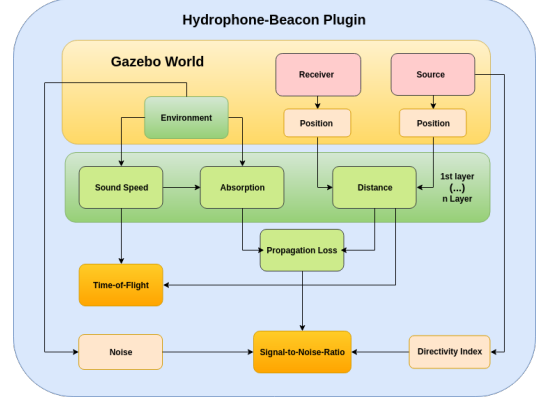 Hydrophone-Beacon Plugin
Gazebo World
Receiver
Source
Environment
Position
Position
Sound Speed
Absorption
Distance
1st layer
(...)
n Layer
Propagation Loss
Time-of-Flight
Noise
Signal-to-Noise-Ratio
Directivity Index